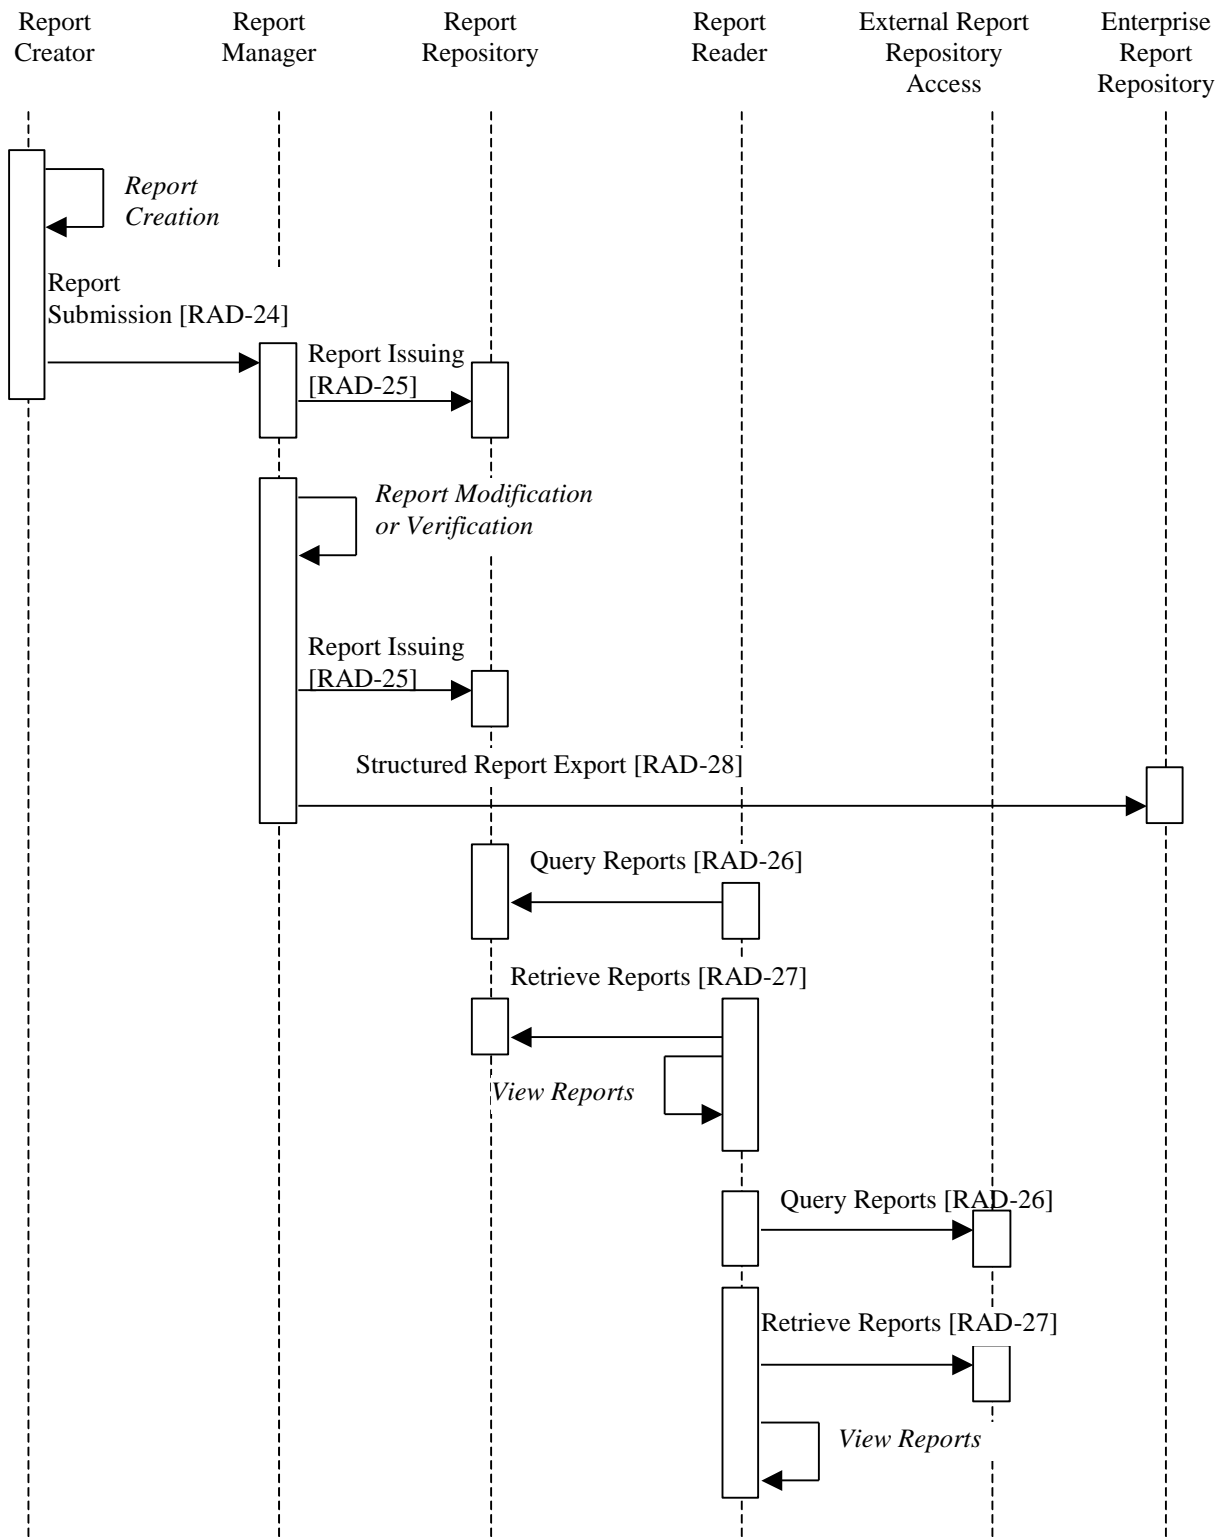 Report
Creator
Report
Manager
Report
Repository
Report
Reader
External Report
Repository
Access
Enterprise
Report
Repository
Report
Creation
Report
Submission [RAD-24]
Report Issuing
[RAD-25]
Report Modification
or Verification
Report Issuing
[RAD-25]
Structured Report Export [RAD-28]
Query Reports [RAD-26]
Retrieve Reports [RAD-27]
View Reports
Query Reports [RAD-26]
Retrieve Reports [RAD-27]
View Reports